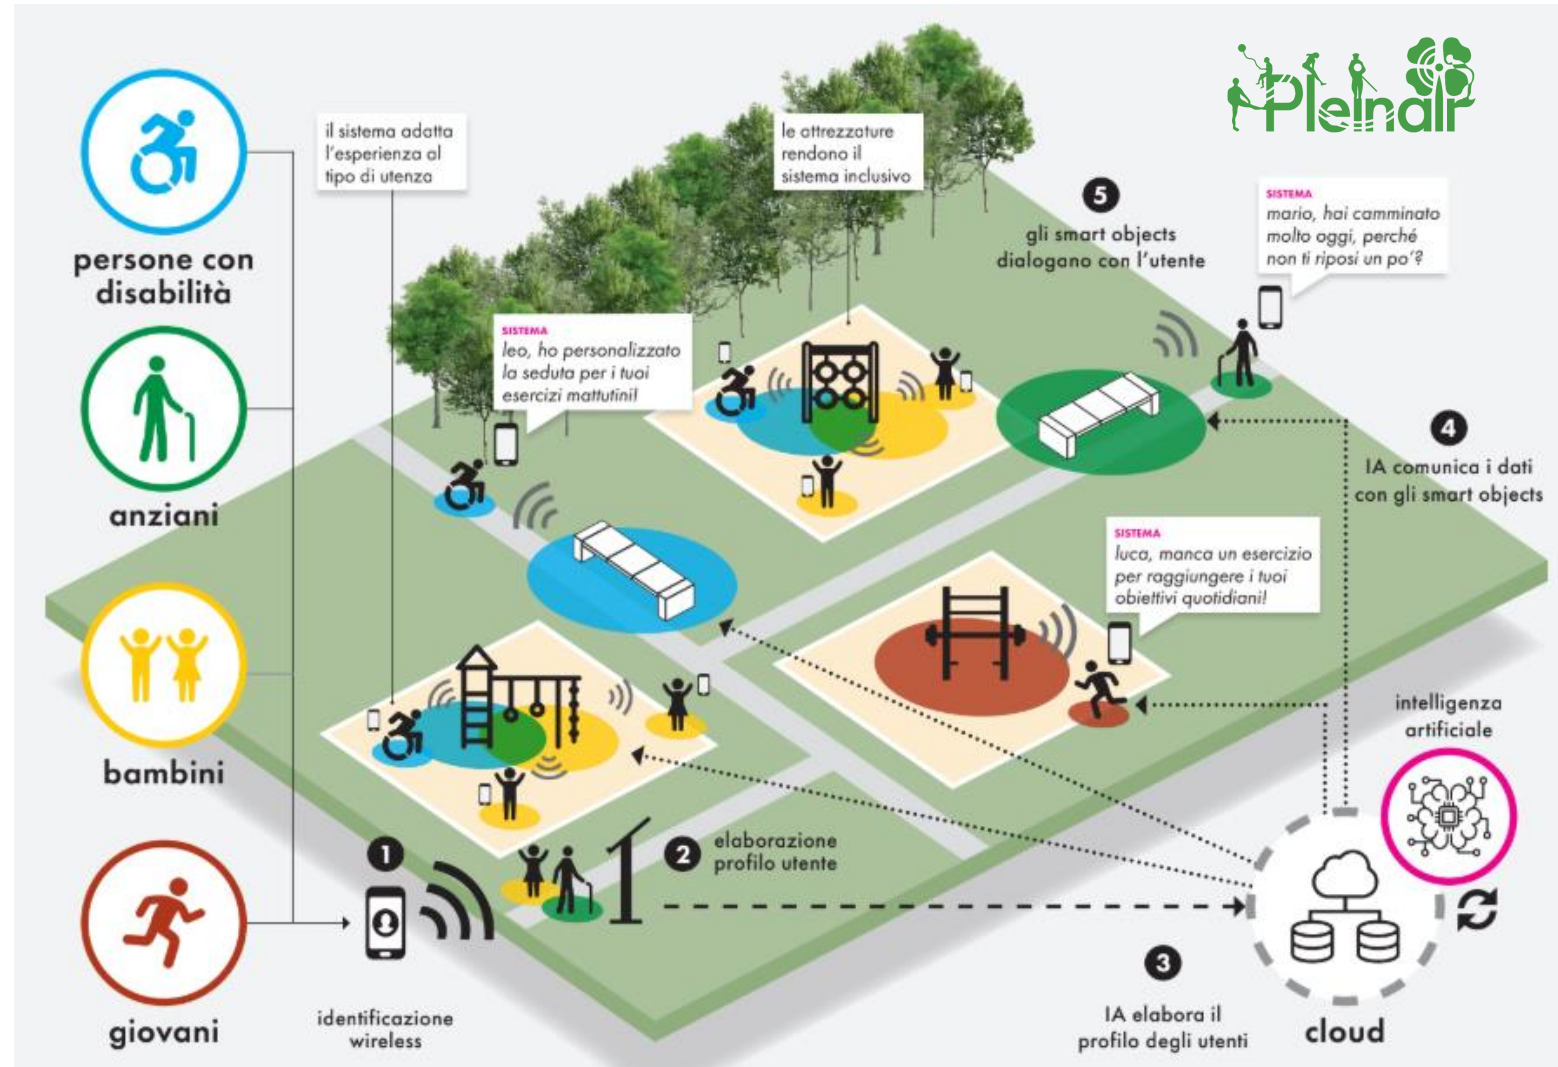 Pleinair
persone con
disabilità
anziani
bambini
giovani
il sistema adatta
l'esperienza al
tipo di utenza
le attrezzature
rendono il
sistema inclusivo
5
gli smart objects
dialogano con l'utente
SISTEMA
mario, hai camminato
molto oggi, perché
non ti riposi un po'?
SISTEMA
leo, ho personalizzato
la seduta per i tuoi
esercizi mattutini!
4
IA comunica i dati
con gli smart objects
SISTEMA
luca, manca un esercizio
per raggiungere i tuoi
obiettivi quotidiani!
intelligenza
artificiale
1
identificazione
wireless
2
elaborazione
profilo utente
3
IA elabora il
profilo degli utenti
cloud